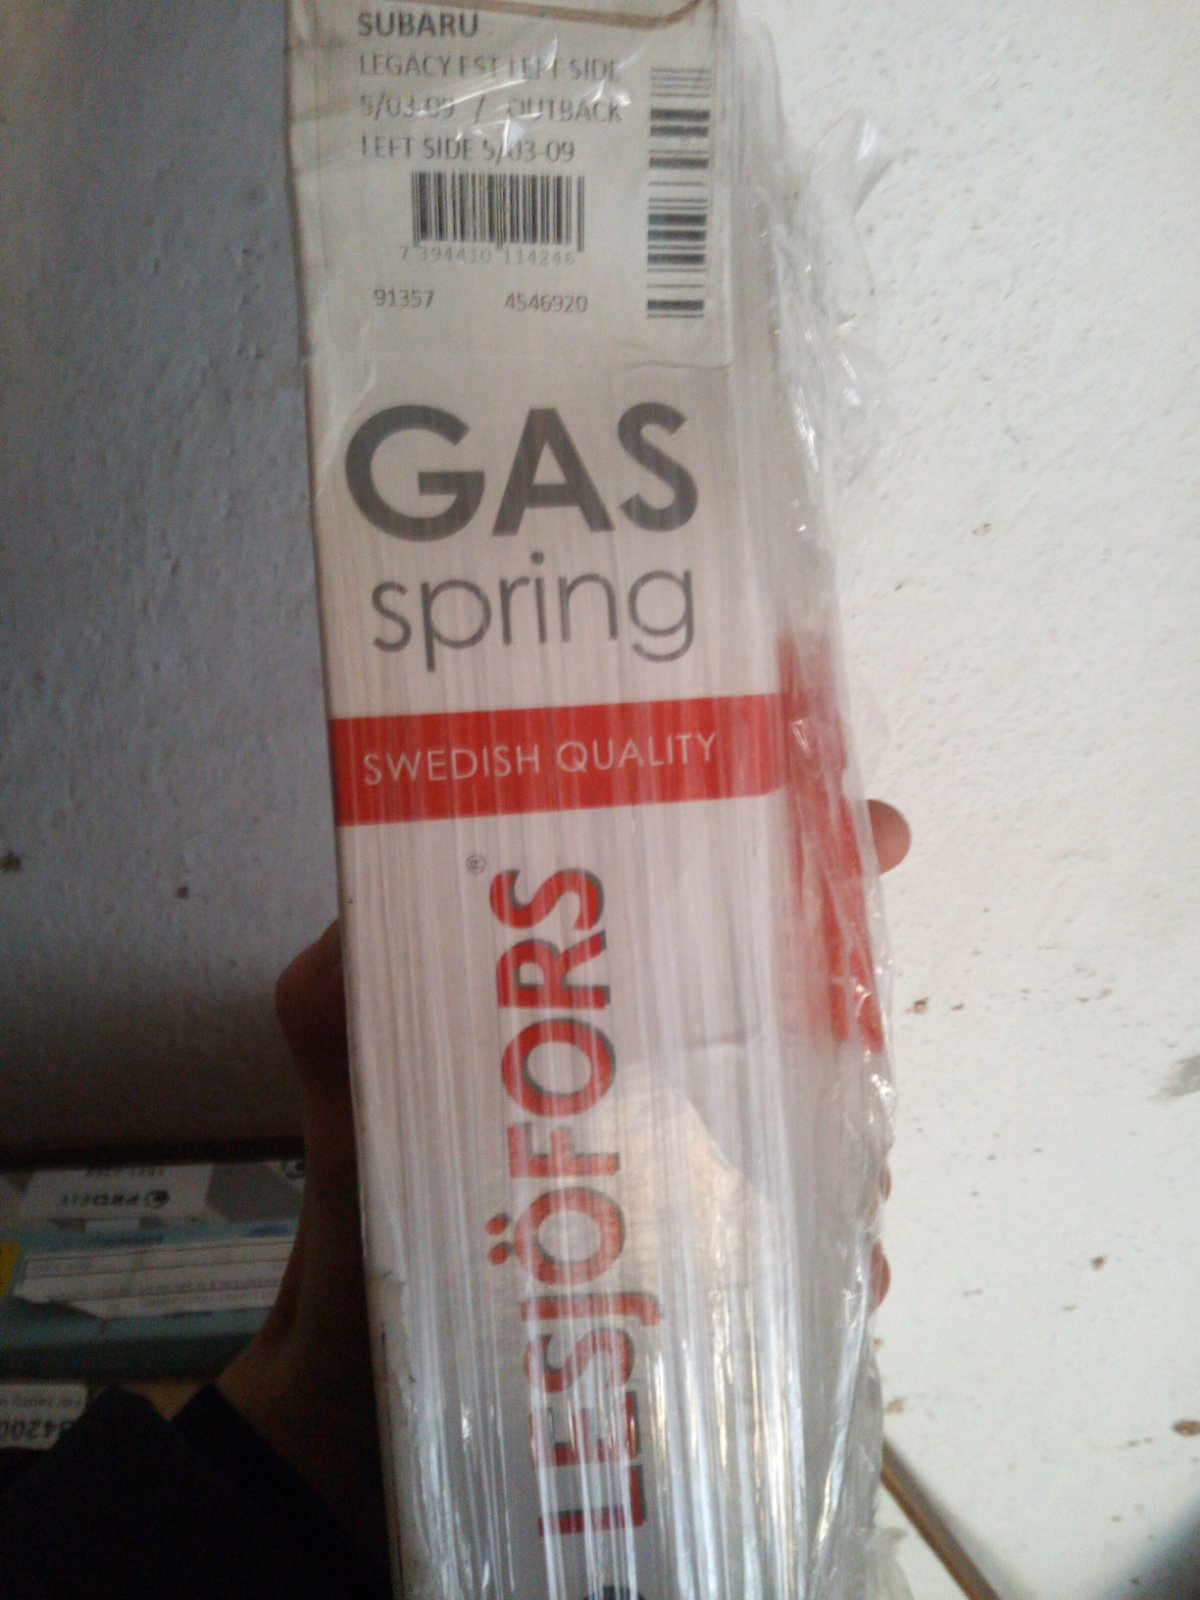 SUBARU
LEGACY EST LEFT SIDE
5/03-09 / OUTBACK
LEFT SIDE 5/03-09
7 394410 114246
91357 4546920
GAS
spring
SWEDISH QUALITY
LESJÖFORS®
PROFIT